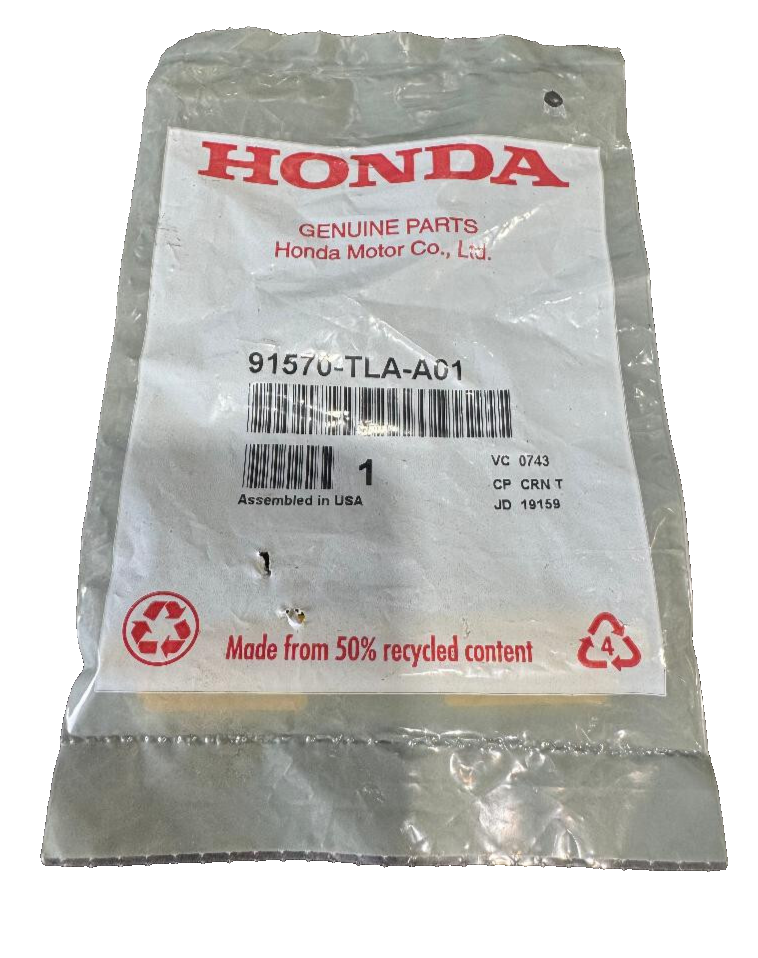 HONDA
GENUINE PARTS
Honda Motor Co., Ltd.
91570-TLA-A01
1
Assembled in USA
VC 0743
CP CRN T
JD 19159
Made from 50% recycled content
4